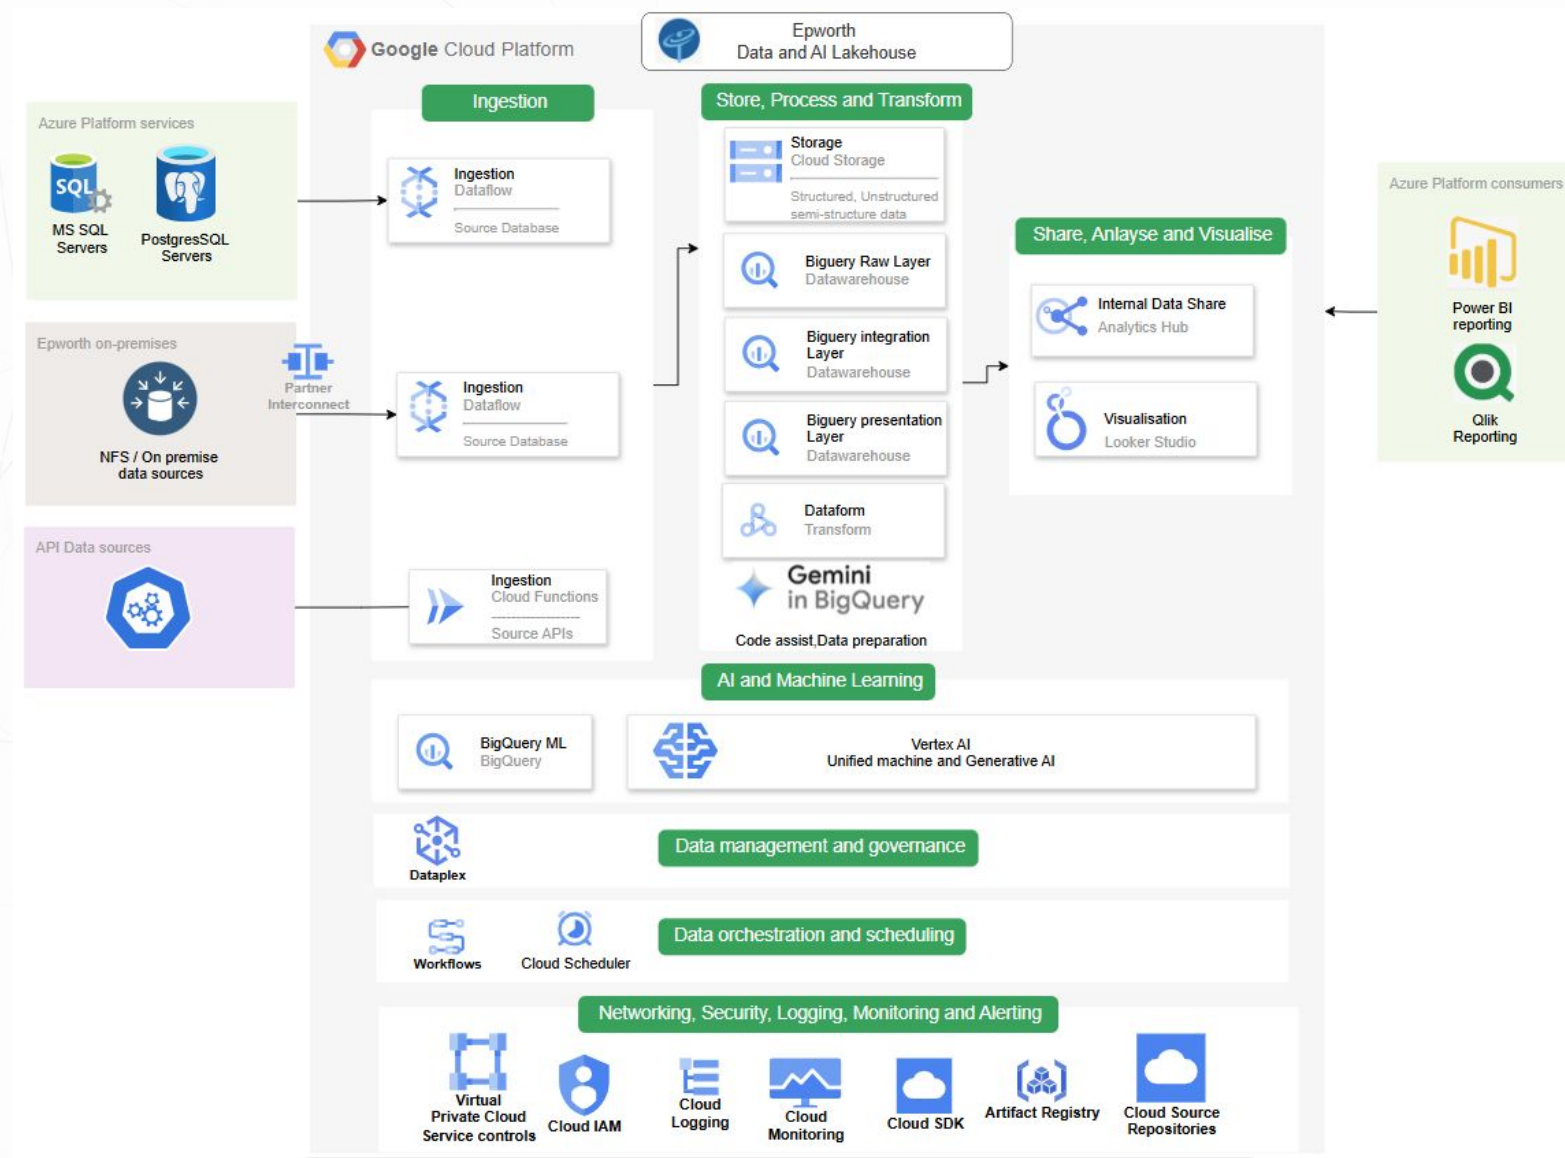 Google Cloud Platform
Epworth
Data and AI Lakehouse
Ingestion
Store, Process and Transform
Azure Platform services
SQL
MS SQL
Servers
PostgresSQL
Servers
Ingestion
Dataflow
Source Database
Storage
Cloud Storage
Structured, Unstructured
semi-structure data
Azure Platform consumers
Share, Anlayse and Visualise
Biguery Raw Layer
Datawarehouse
Internal Data Share
Analytics Hub
Power BI
reporting
Epworth on-premises
Partner
Interconnect
NFS / On premise
data sources
Ingestion
Dataflow
Source Database
Biguery integration
Layer
Datawarehouse
Biguery presentation
Layer
Datawarehouse
Visualisation
Looker Studio
Qlik
Reporting
Dataform
Transform
API Data sources
Ingestion
Cloud Functions
Source APIs
Gemini
in BigQuery
Code assist,Data preparation
AI and Machine Learning
BigQuery ML
BigQuery
Vertex AI
Unified machine and Generative AI
Dataplex
Data management and governance
Workflows
Cloud Scheduler
Data orchestration and scheduling
Networking, Security, Logging, Monitoring and Alerting
Virtual
Private Cloud
Service controls
Cloud IAM
Cloud
Logging
Cloud
Monitoring
Cloud SDK
Artifact Registry
Cloud Source
Repositories